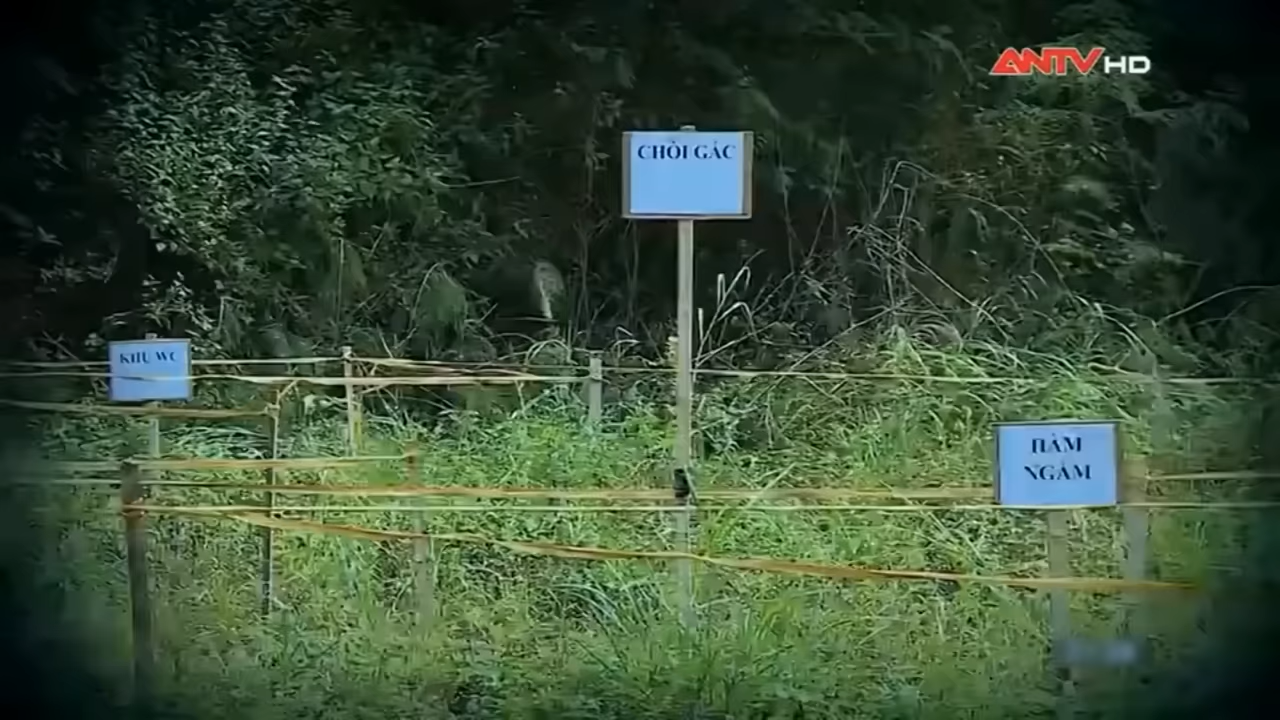 ANTV HD
CHÒI GÁC
KHU WC
HẦM
NGẦM